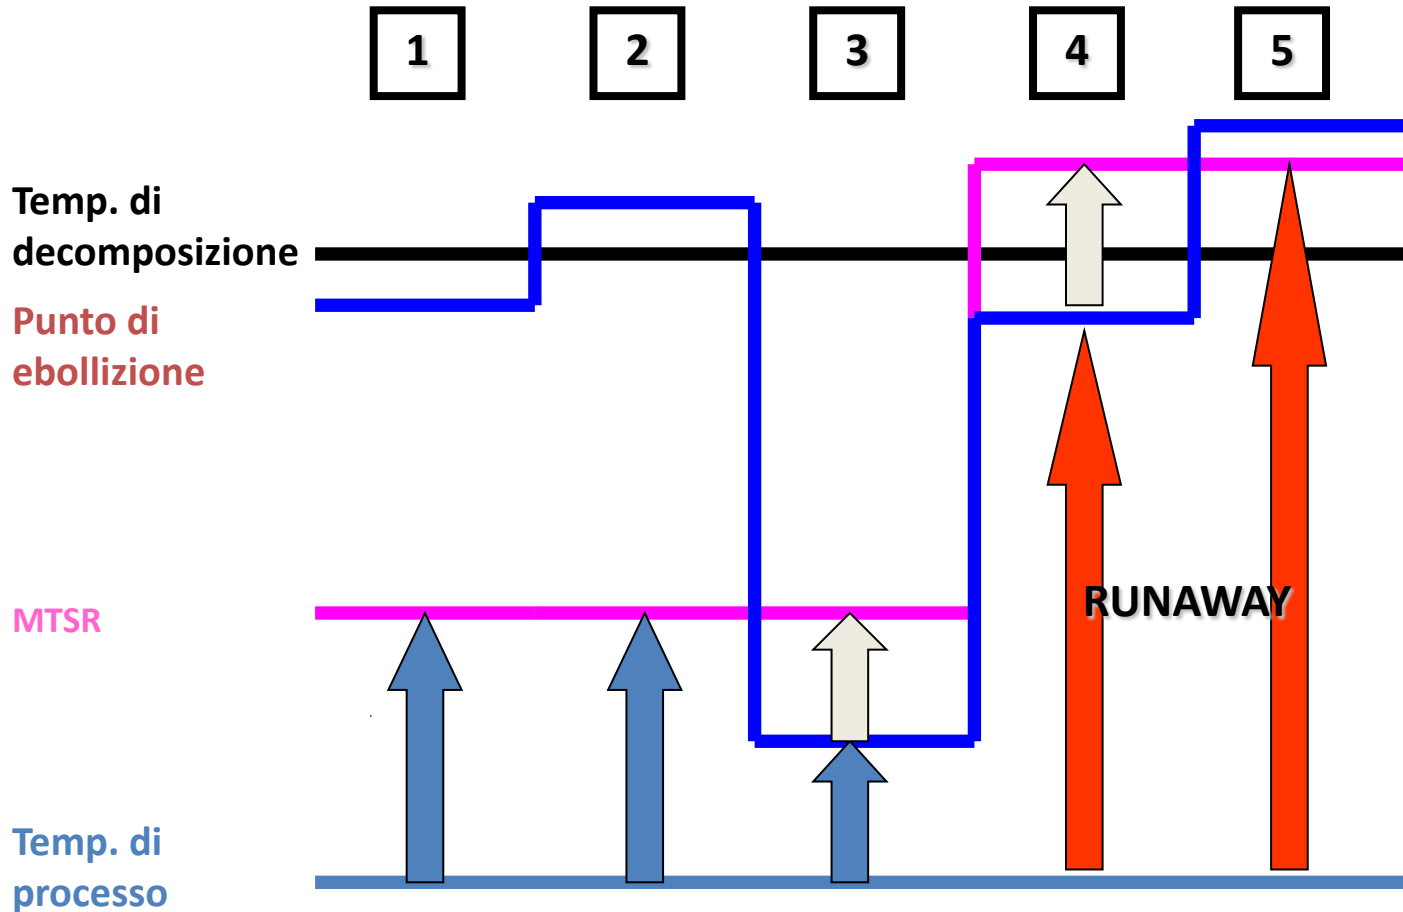 1 2 3 4 5
Temp. di
decomposizione
Punto di
ebollizione
MTSR
RUNAWAY
Temp. di
processo